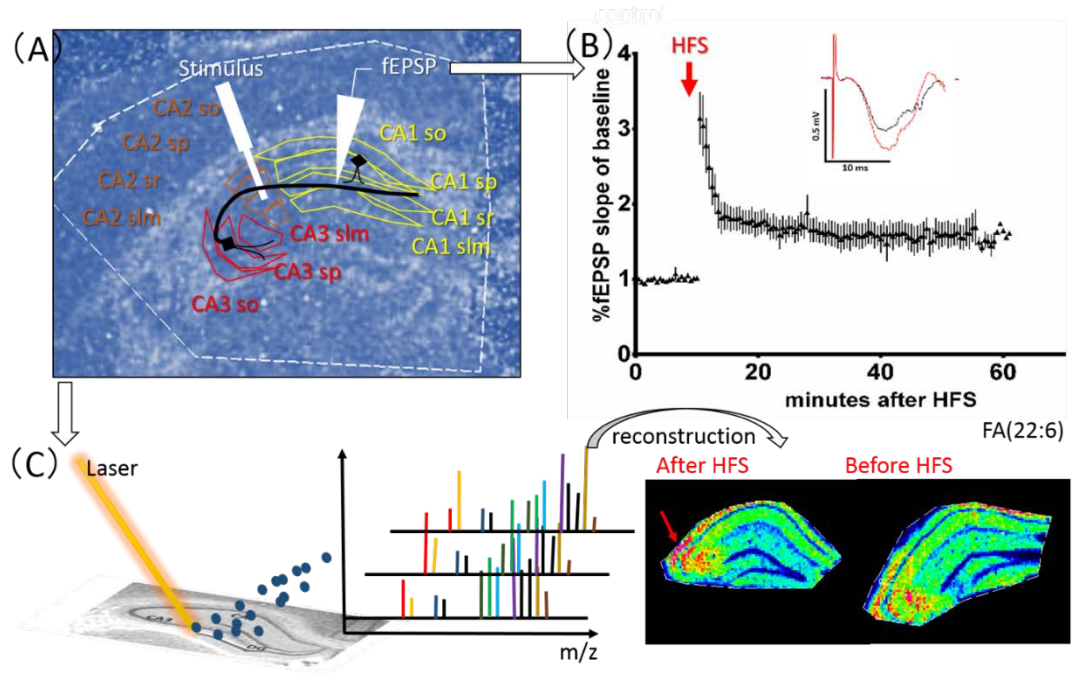 (A)
Stimulus
fEPSP
CA2 so
CA2 sp
CA2 sr
CA2 slm
CA1 so
CA1 sp
CA1 sr
CA1 slm
CA3 slm
CA3 sp
CA3 so
control
(B)
HFS
%fEPSP slope of baseline
4
3
2
1
0
0.5 mV
10 ms
0
20
40
60
minutes after HFS
(C)
Laser
m/z
reconstruction
FA(22:6)
After HFS
Before HFS